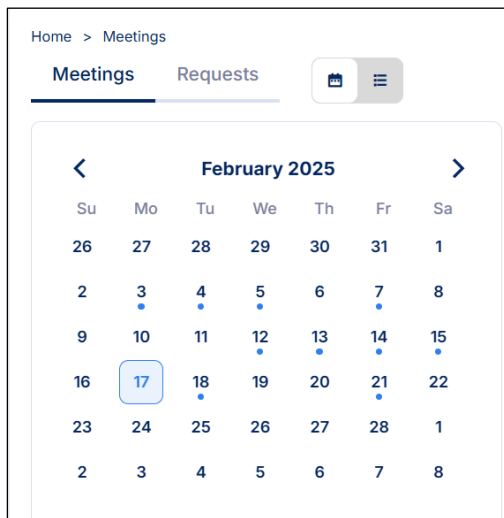 Home > Meetings
Meetings Requests
February 2025
Su Mo Tu We Th Fr Sa
26 27 28 29 30 31 1
2 3 4 5 6 7 8
9 10 11 12 13 14 15
16 17 18 19 20 21 22
23 24 25 26 27 28 1
2 3 4 5 6 7 8